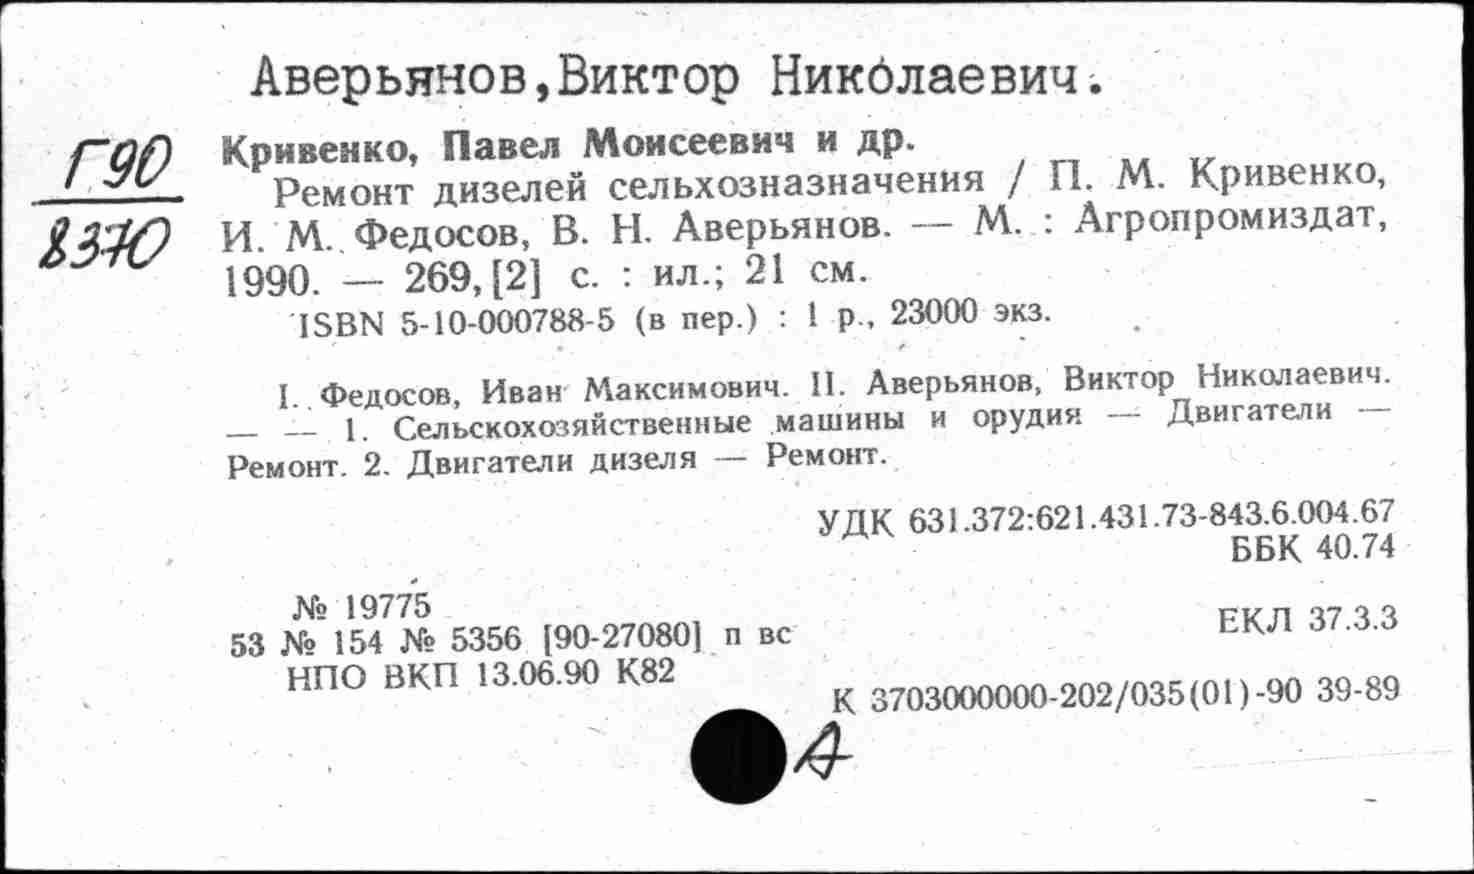 Аверьянов,Виктор Николаевич.
Г90
8370
Кривенко, Павел Моисеевич и др.
Ремонт дизелей сельхозназначения / П. М. Кривенко,
И. М. Федосов, В. Н. Аверьянов. — М. : Агропромиздат,
1990. — 269, [2] с. : ил.; 21 см.
ISBN 5-10-000788-5 (в пер.) : 1 р., 23000 экз.
I. Федосов, Иван Максимович. II. Аверьянов, Виктор Николаевич.
— — 1. Сельскохозяйственные машины и орудия — Двигатели —
Ремонт. 2. Двигатели дизеля — Ремонт.
УДК 631.372:621.431.73-843.6.004.67
ББК 40.74
№ 19775
53 № 154 № 5356 [90-27080] п вс
ЕКЛ 37.3.3
НПО ВКП 13.06.90 К82
К 3703000000-202/035(01)-90 39-89
А